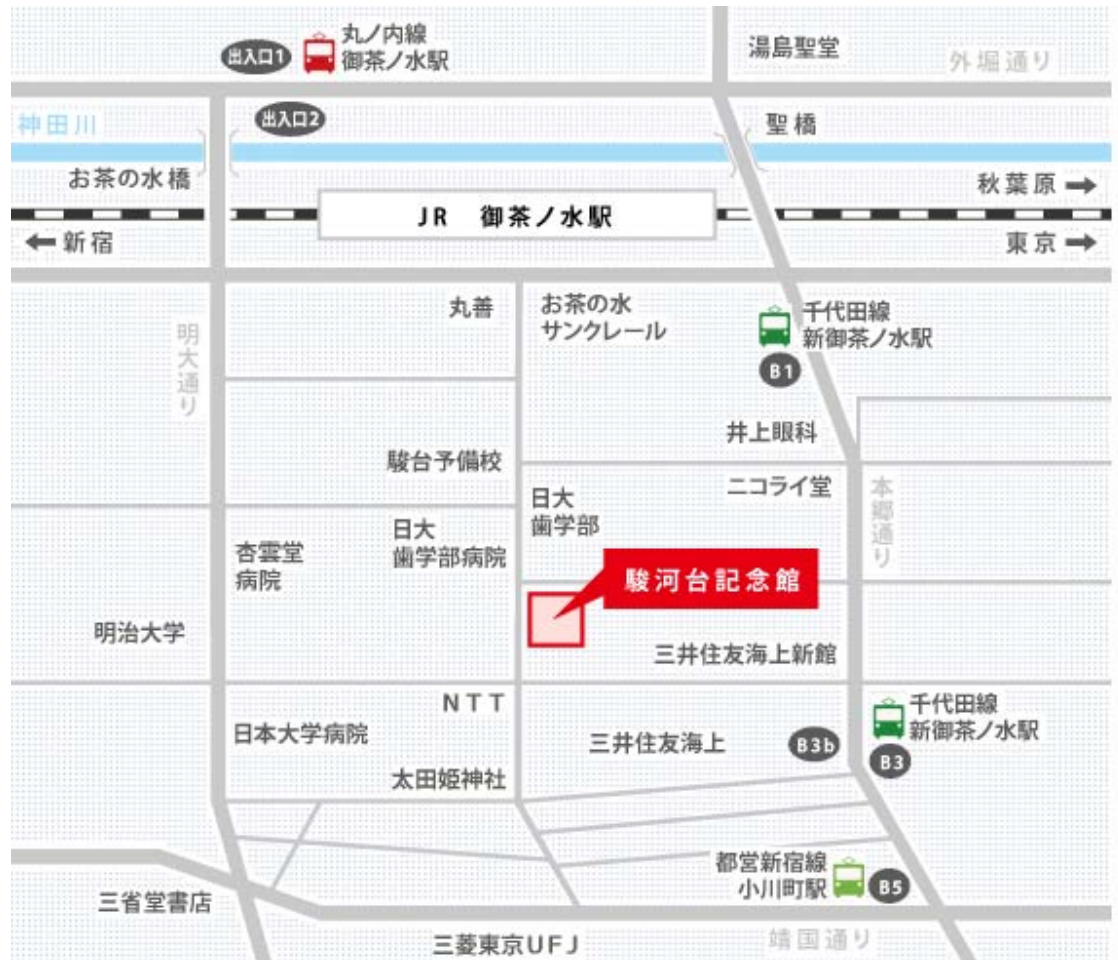 出入口1
丸ノ内線
御茶ノ水駅
湯島聖堂
外堀通り
神田川
出入口2
聖橋
お茶の水橋
秋葉原
JR 御茶ノ水駅
新宿
東京
丸善
お茶の水
サンクレール
千代田線
新御茶ノ水駅
明大通り
B1
井上眼科
駿台予備校
ニコライ堂
本郷通り
日大
歯学部
日大
歯学部病院
杏雲堂
病院
駿河台記念館
明治大学
三井住友海上新館
NTT
千代田線
新御茶ノ水駅
日本大学病院
三井住友海上
B3b
B3
太田姫神社
都営新宿線
小川町駅
B5
三省堂書店
三菱東京UFJ
靖国通り